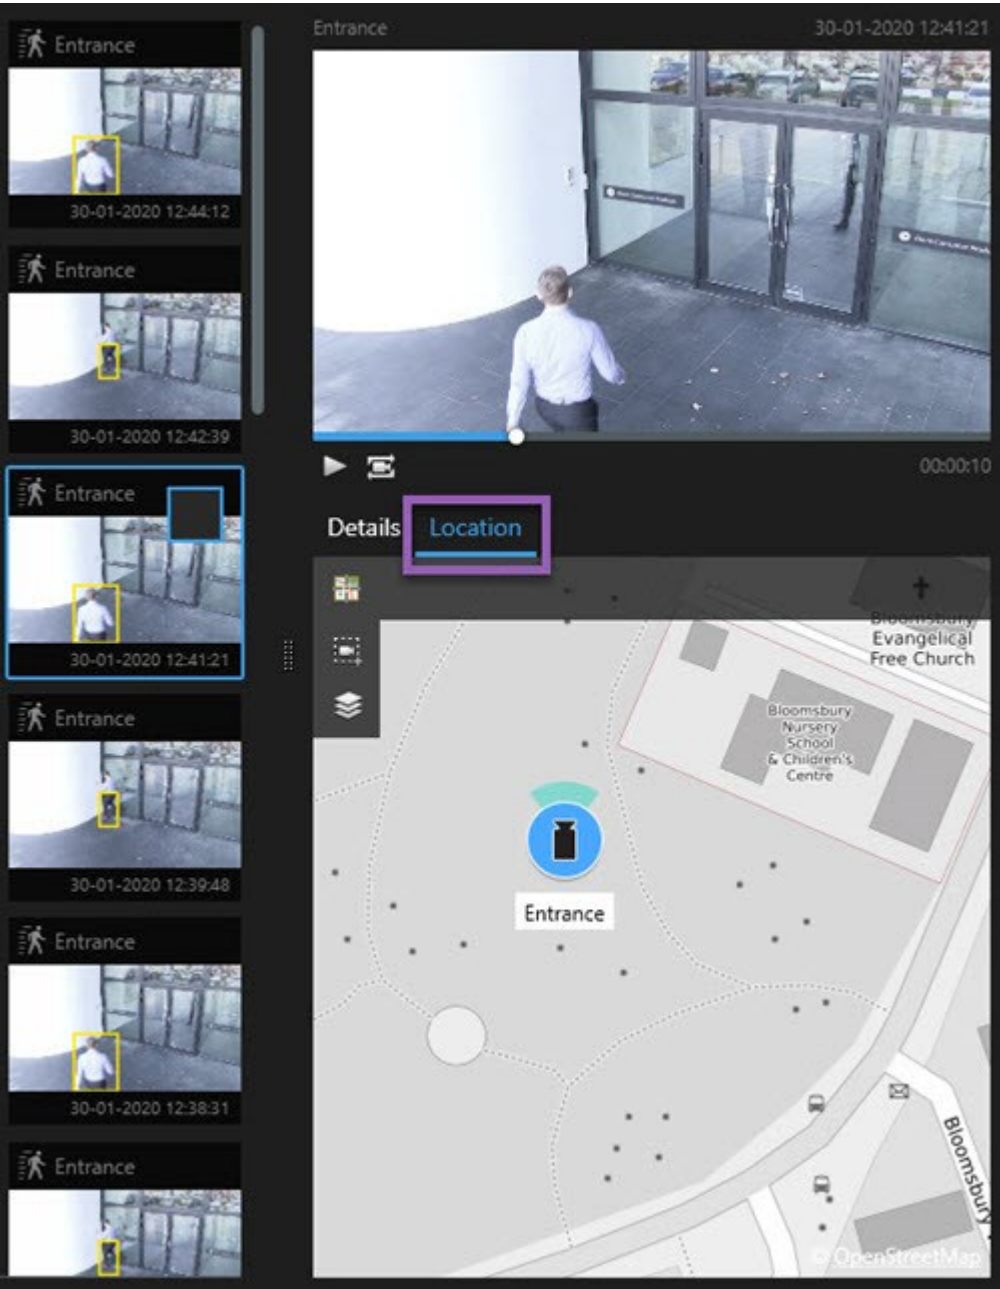 Entrance
30-01-2020 12:44:12
Entrance
30-01-2020 12:42:39
Entrance
30-01-2020 12:41:21
Entrance
30-01-2020 12:39:48
Entrance
30-01-2020 12:38:31
Entrance
Entrance
30-01-2020 12:41:21
00:00:10
Details
Location
Bloomsbury
Evangelical
Free Church
Bloomsbury
Nursery
School
& Children's
Centre
Entrance
Bloomsbury
© OpenStreetMap